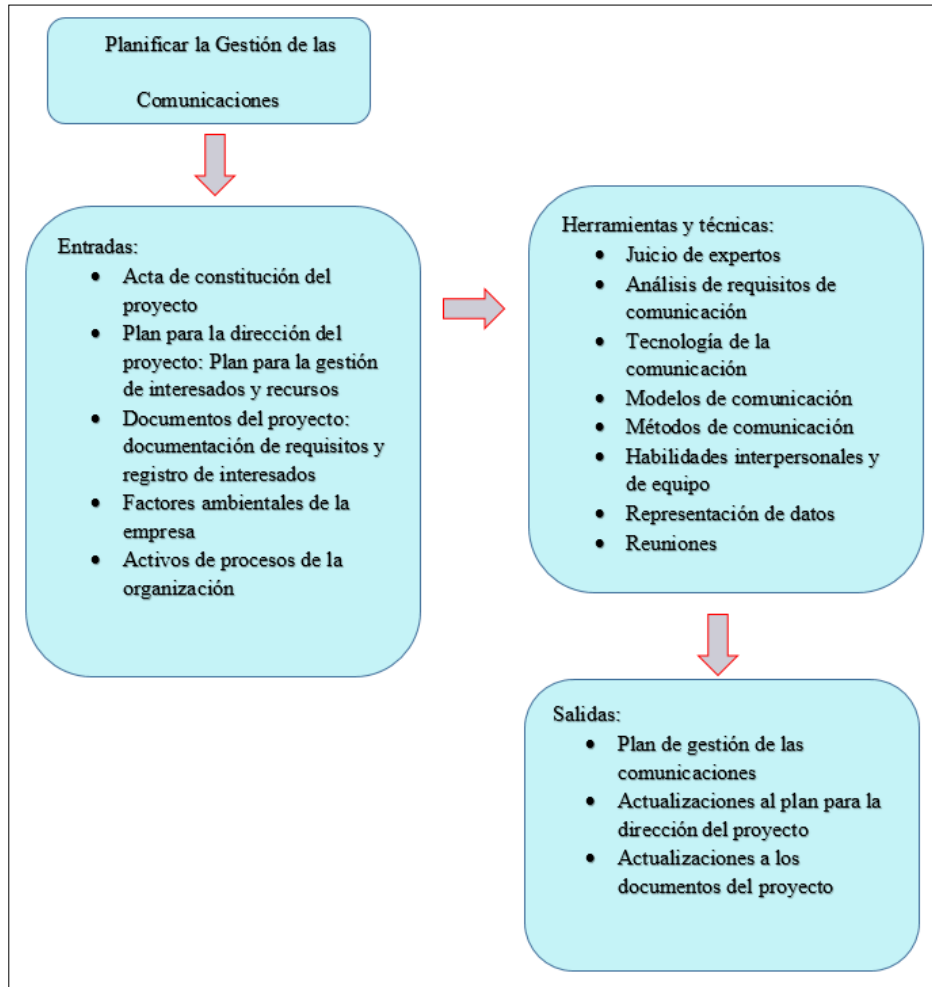 Planificar la Gestión de las
Comunicaciones
Entradas:
• Acta de constitución del
proyecto
• Plan para la dirección del
proyecto: Plan para la gestión
de interesados y recursos
• Documentos del proyecto:
documentación de requisitos y
registro de interesados
• Factores ambientales de la
empresa
• Activos de procesos de la
organización
Herramientas y técnicas:
• Juicio de expertos
• Análisis de requisitos de
comunicación
• Tecnología de la
comunicación
• Modelos de comunicación
• Métodos de comunicación
• Habilidades interpersonales y
de equipo
• Representación de datos
• Reuniones
Salidas:
• Plan de gestión de las
comunicaciones
• Actualizaciones al plan para la
dirección del proyecto
• Actualizaciones a los
documentos del proyecto